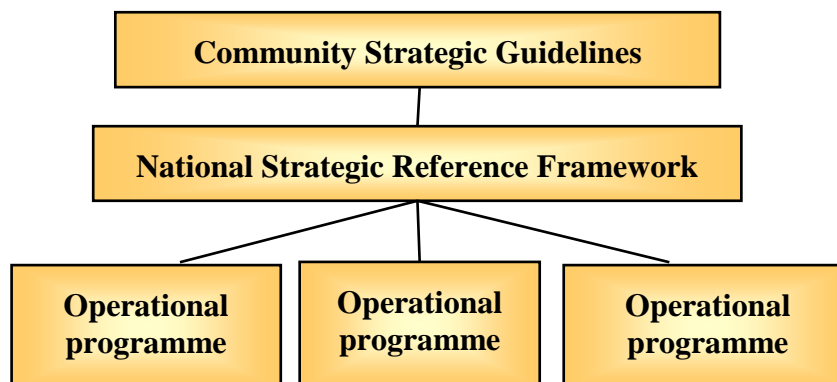 Community Strategic Guidelines
National Strategic Reference Framework
Operational
programme
Operational
programme
Operational
programme